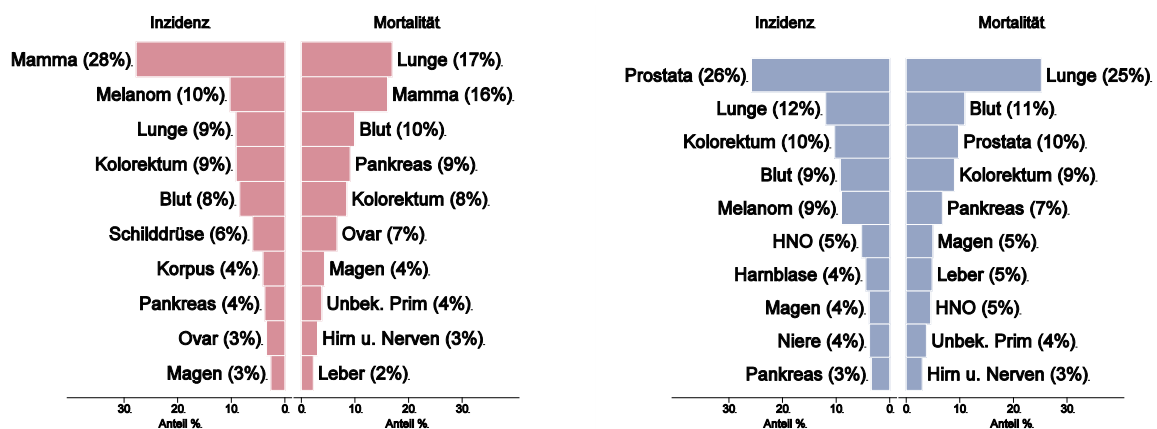 Inzidenz
Mortalität
Mamma (28%).
Melanom (10%).
Lunge (9%).
Kolorektum (9%).
Blut (8%).
Schilddrüse (6%).
Korpus (4%).
Pankreas (4%).
Ovar (3%).
Magen (3%).
Lunge (17%).
Mamma (16%).
Blut (10%).
Pankreas (9%).
Kolorektum (8%).
Ovar (7%).
Magen (4%).
Unbek. Prim (4%).
Hirn u. Nerven (3%).
Leber (2%).
30. 20. 10. 0. 0. 10. 20. 30.
Anteil %. Anteil %.
Inzidenz
Mortalität
Prostata (26%).
Lunge (12%).
Kolorektum (10%).
Blut (9%).
Melanom (9%).
HNO (5%).
Harnblase (4%).
Magen (4%).
Niere (4%).
Pankreas (3%).
Lunge (25%).
Blut (11%).
Prostata (10%).
Kolorektum (9%).
Pankreas (7%).
Magen (5%).
Leber (5%).
HNO (5%).
Unbek. Prim (4%).
Hirn u. Nerven (3%).
30. 20. 10. 0. 0. 10. 20. 30.
Anteil %. Anteil %.